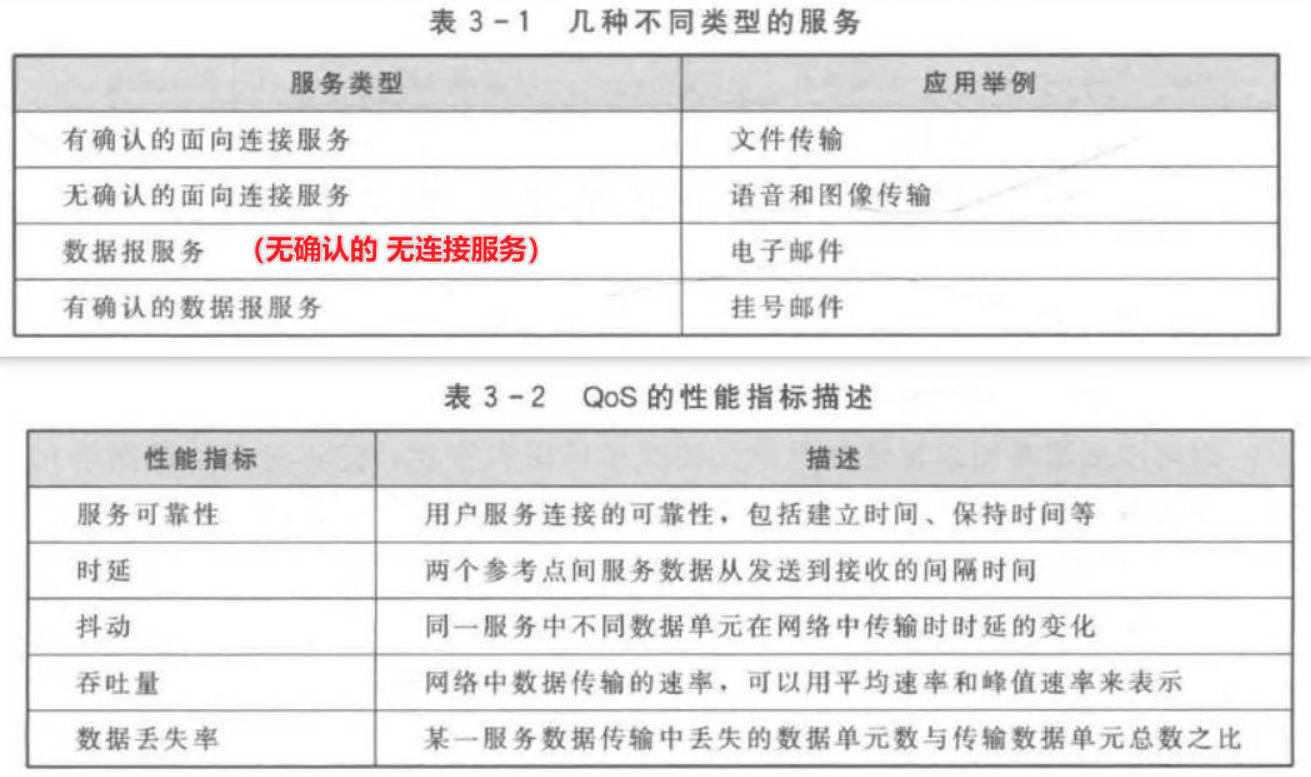 表 3-1 几种不同类型的服务
服务类型 应用举例
有确认的面向连接服务 文件传输
无确认的面向连接服务 语音和图像传输
数据报服务 (无确认的 无连接服务) 电子邮件
有确认的数据报服务 挂号邮件
表 3-2 QoS 的性能指标描述
性能指标 描述
服务可靠性 用户服务连接的可靠性，包括建立时间、保持时间等
时延 两个参考点间服务数据从发送到接收的间隔时间
抖动 同一服务中不同数据单元在网络中传输时时延的变化
吞吐量 网络中数据传输的速率，可以用平均速率和峰值速率来表示
数据丢失率 某一服务数据传输中丢失的数据单元数与传输数据单元总数之比